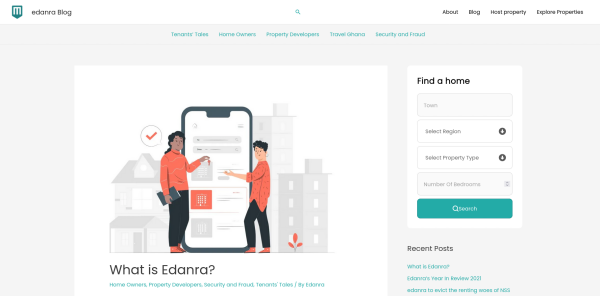 edanra Blog
About Blog Host property Explore Properties
Tenants' Tales Home Owners Property Developers Travel Ghana Security and Fraud
Find a home
Town
Select Region
Select Property Type
Number Of Bedrooms
Search
What is Edanra?
Home Owners, Property Developers, Security and Fraud, Tenants' Tales / By Edanra
Recent Posts
What is Edanra?
Edanra's Year in Review 2021
edanra to evict the renting woes of NSS